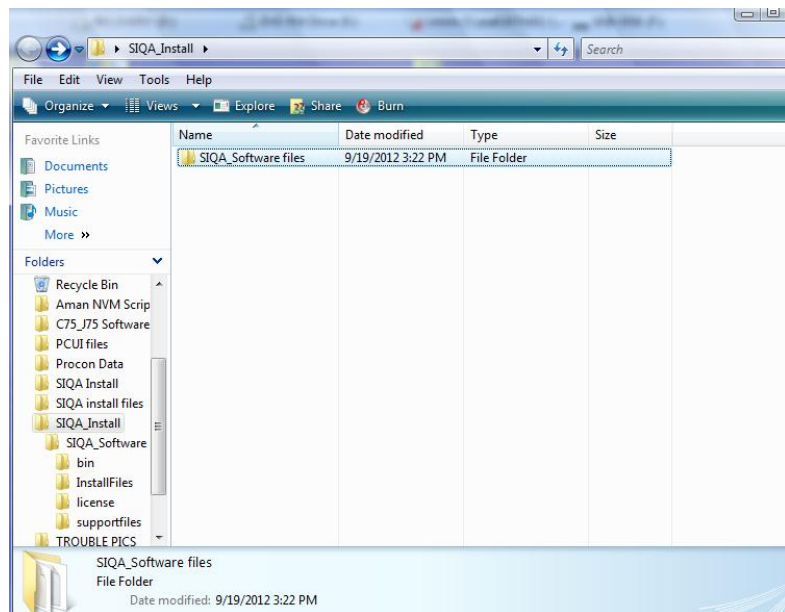 SIQA_Install
Search
File Edit View Tools Help
Organize Views Explore Share Burn
Favorite Links
Documents
Pictures
Music
More »
Folders
Recycle Bin
Aman NVM Scrip
C75_J75 Software
PCUI files
Procon Data
SIQA Install
SIQA install files
SIQA_Install
SIQA_Software
bin
InstallFiles
license
supportfiles
TROUBLE PICS
Name Date modified Type Size
SIQA_Software files 9/19/2012 3:22 PM File Folder
SIQA_Software files
File Folder
Date modified: 9/19/2012 3:22 PM